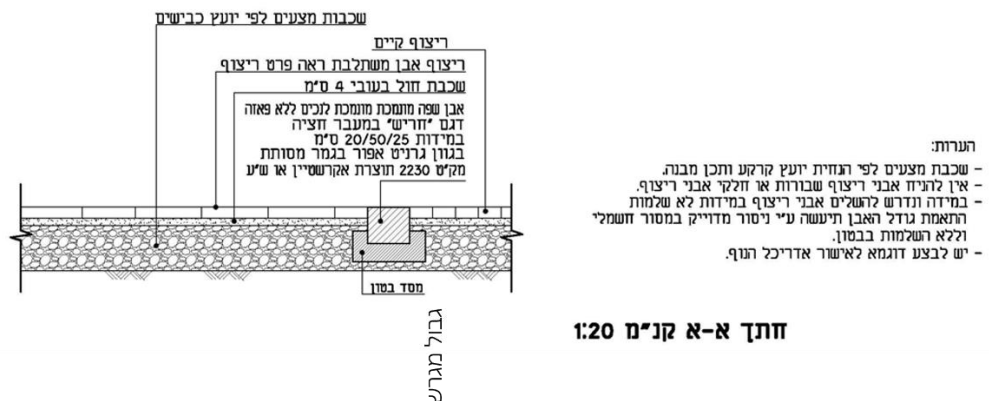 שכבות מצעים לפי יועץ כבישים
ריצוף קיים
ריצוף אבן משתלבת ראה פרט ריצוף
שכבת חול בעובי 4 ס"מ
אבן שפה מונמכת מונמכת לנכים ללא פאזה
דגם "חריש" במעבר חציה
במידות 20/50/25 ס"מ
בגוון גרניט אפור בגמר מסותת
מק"ט 2230 תוצרת אקרשטיין או ש"ע
מסד בטון
גבול מגרש
הערות:
- שכבת מצעים לפי הנחית יועץ קרקע ותכן מבנה.
- אין להניח אבני ריצוף שבורות או חלקי אבני ריצוף.
- במידה ונדרש להשלים אבני ריצוף במידות לא שלמות
התאמת גודל האבן תיעשה ע"י ניסור מדוייק במסור חשמלי
וללא השלמות בבטון.
- יש לבצע דוגמא לאישור אדריכל הנוף.
חתך א-א קנ"מ 1:20